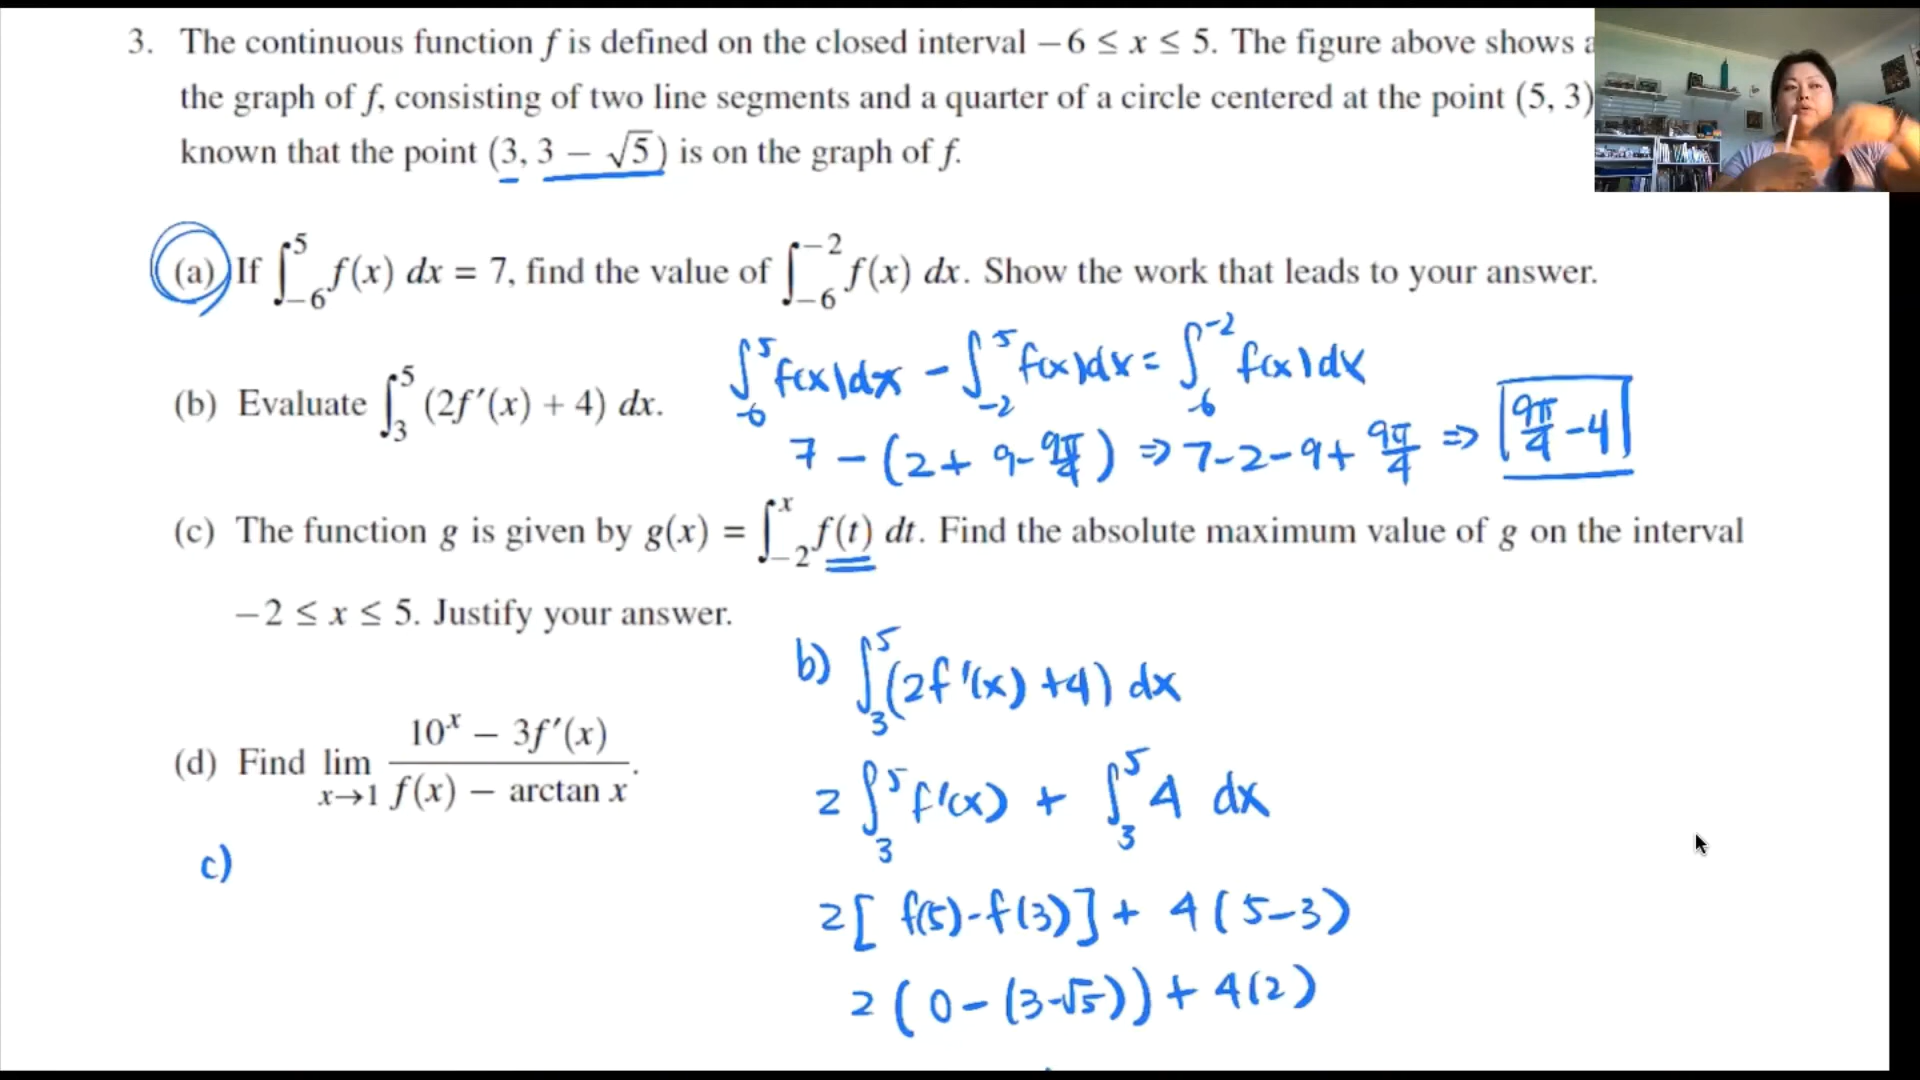 3. The continuous function f is defined on the closed interval −6 ≤ x ≤ 5. The figure above shows
the graph of f, consisting of two line segments and a quarter of a circle centered at the point (5, 3)
known that the point (3, 3 − √5) is on the graph of f.
(a) If ∫_{−6}^{5} f(x) dx = 7, find the value of ∫_{−6}^{−2} f(x) dx. Show the work that leads to your answer.
∫_{-6}^{5} f(x)dx − ∫_{-2}^{5} f(x)dx = ∫_{-6}^{-2} f(x)dx
(b) Evaluate ∫_{3}^{5} (2f′(x) + 4) dx.
7 − (2 + 9 − 9π/4) ⇒ 7−2−9+ 9π/4 ⇒ 9π/4 −4
(c) The function g is given by g(x) = ∫_{−2}^{x} f(t) dt. Find the absolute maximum value of g on the interval
−2 ≤ x ≤ 5. Justify your answer.
b) ∫_{3}^{5} (2f'(x) +4) dx
(d) Find lim_{x→1} (10^x − 3f′(x)) / (f(x) − arctan x).
2 ∫_{3}^{5} f'(x) + ∫_{3}^{5} 4 dx
c)
2[ f(5)-f(3)] + 4(5−3)
2(0−(3-√5)) + 4(2)